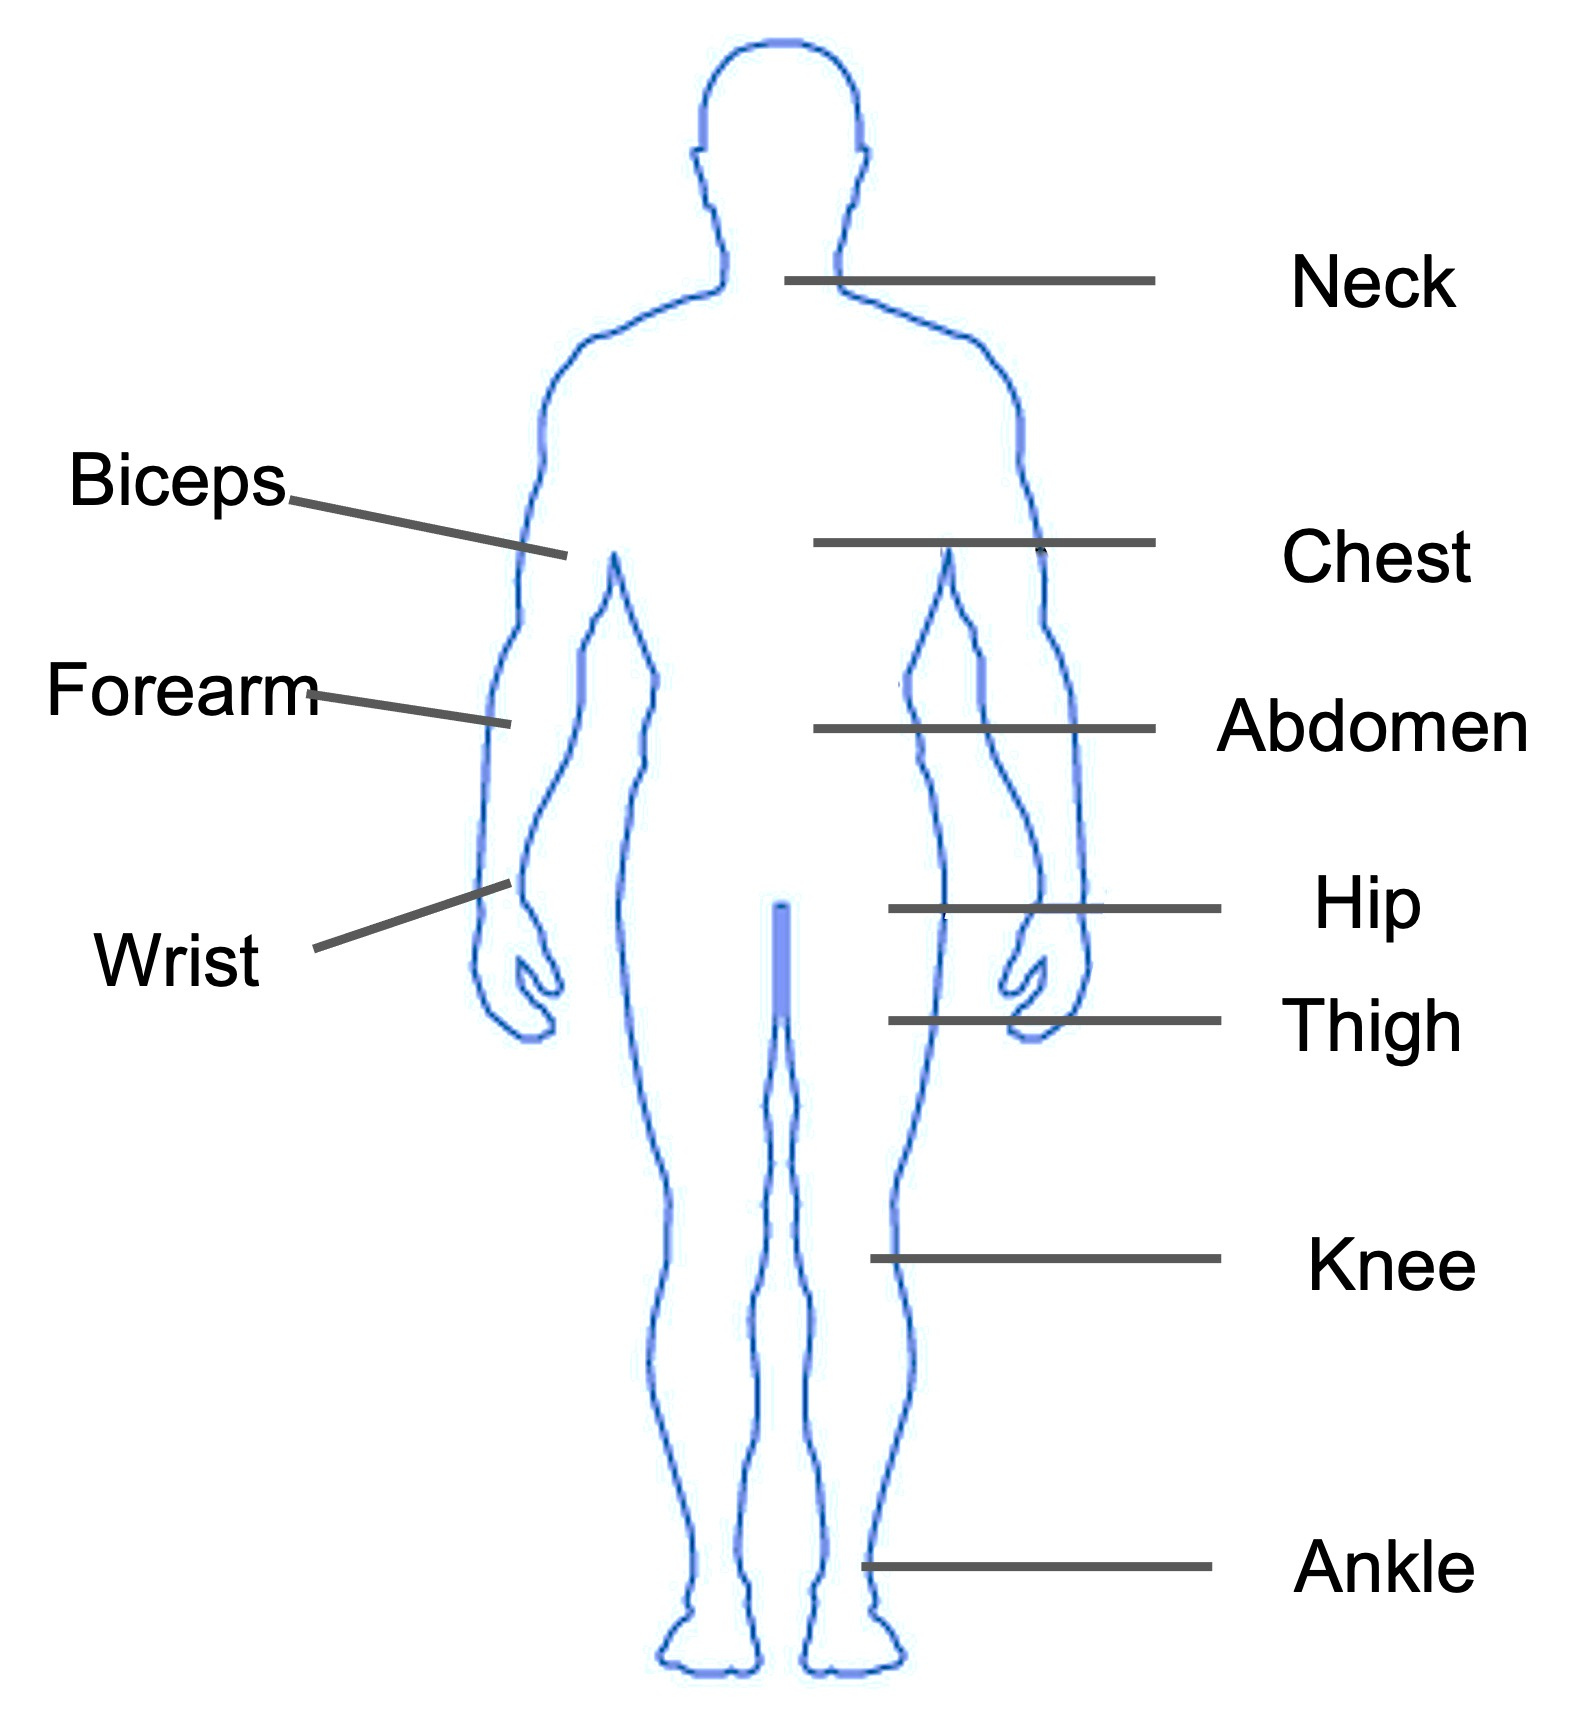 Neck
Biceps
Chest
Forearm
Abdomen
Hip
Wrist
Thigh
Knee
Ankle